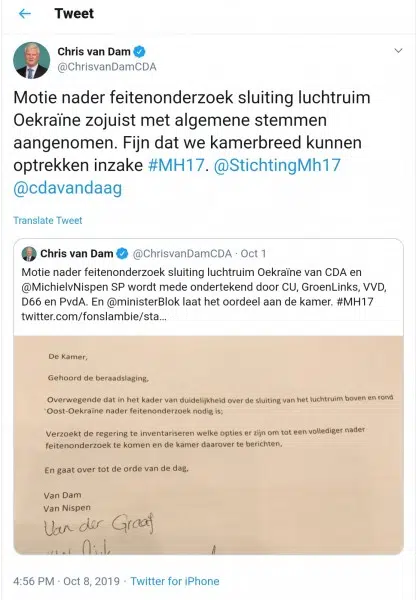 Tweet
Chris van Dam
@ChrisvanDamCDA
Motie nader feitenonderzoek sluiting luchtruim
Oekraïne zojuist met algemene stemmen
aangenomen. Fijn dat we kamerbreed kunnen
optrekken inzake #MH17. @StichtingMh17
@cdavandaag
Translate Tweet
Chris van Dam @ChrisvanDamCDA · Oct 1
Motie nader feitenonderzoek sluiting luchtruim Oekraïne van CDA en
@MichielvNispen SP wordt mede ondertekend door CU, GroenLinks, VVD,
D66 en PvdA. En @ministerBlok laat het oordeel aan de kamer. #MH17
twitter.com/fonslambie/sta…
De Kamer,
Gehoord de beraadslaging,
Overwegende dat in het kader van duidelijkheid over de sluiting van het luchtruim boven en rond
Oost-Oekraïne nader feitenonderzoek nodig is;
Verzoekt de regering te inventariseren welke opties er zijn om tot een vollediger nader
feitenonderzoek te komen en de kamer daarover te berichten,
En gaat over tot de orde van de dag,
Van Dam
Van Nispen
Van der Graaf
4:56 PM · Oct 8, 2019 · Twitter for iPhone